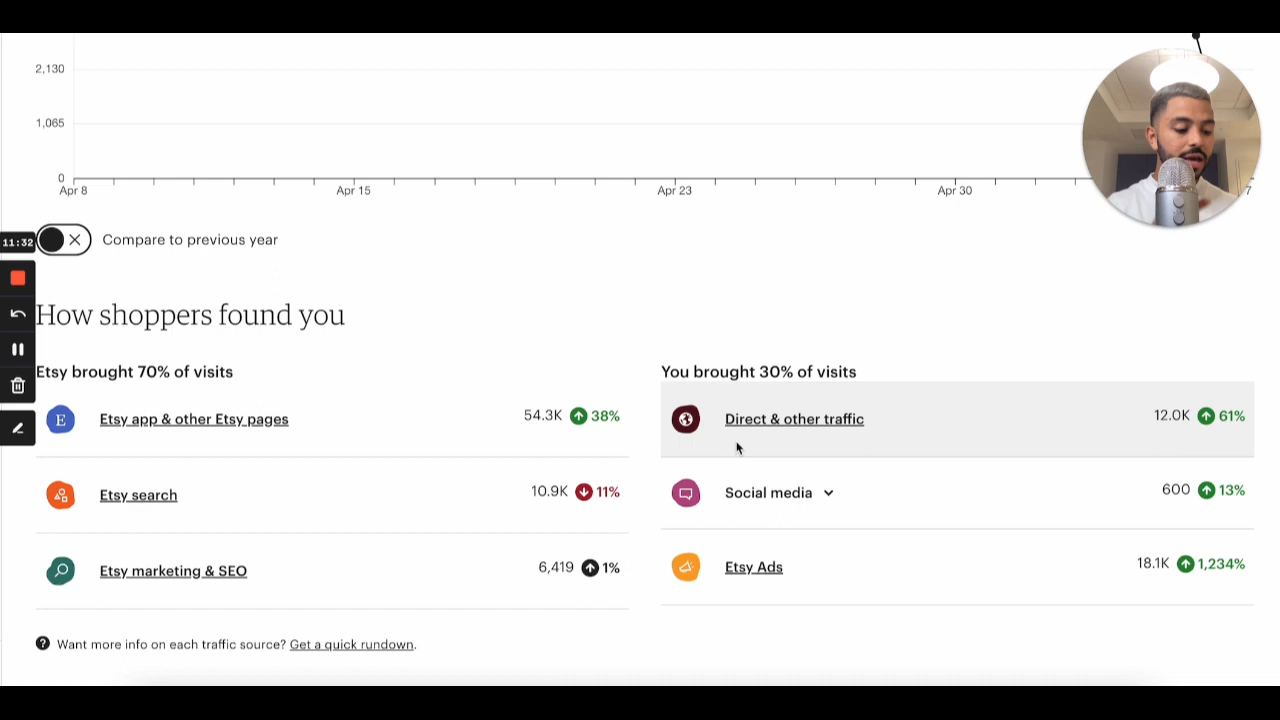 2,130
1,065
0
Apr 8
Apr 15
Apr 23
Apr 30
7
11:32
Compare to previous year
How shoppers found you
Etsy brought 70% of visits
E
Etsy app & other Etsy pages
54.3K 38%
Etsy search
10.9K 11%
Etsy marketing & SEO
6,419 1%
You brought 30% of visits
Direct & other traffic
12.0K 61%
Social media
600 13%
Etsy Ads
18.1K 1,234%
? Want more info on each traffic source? Get a quick rundown.